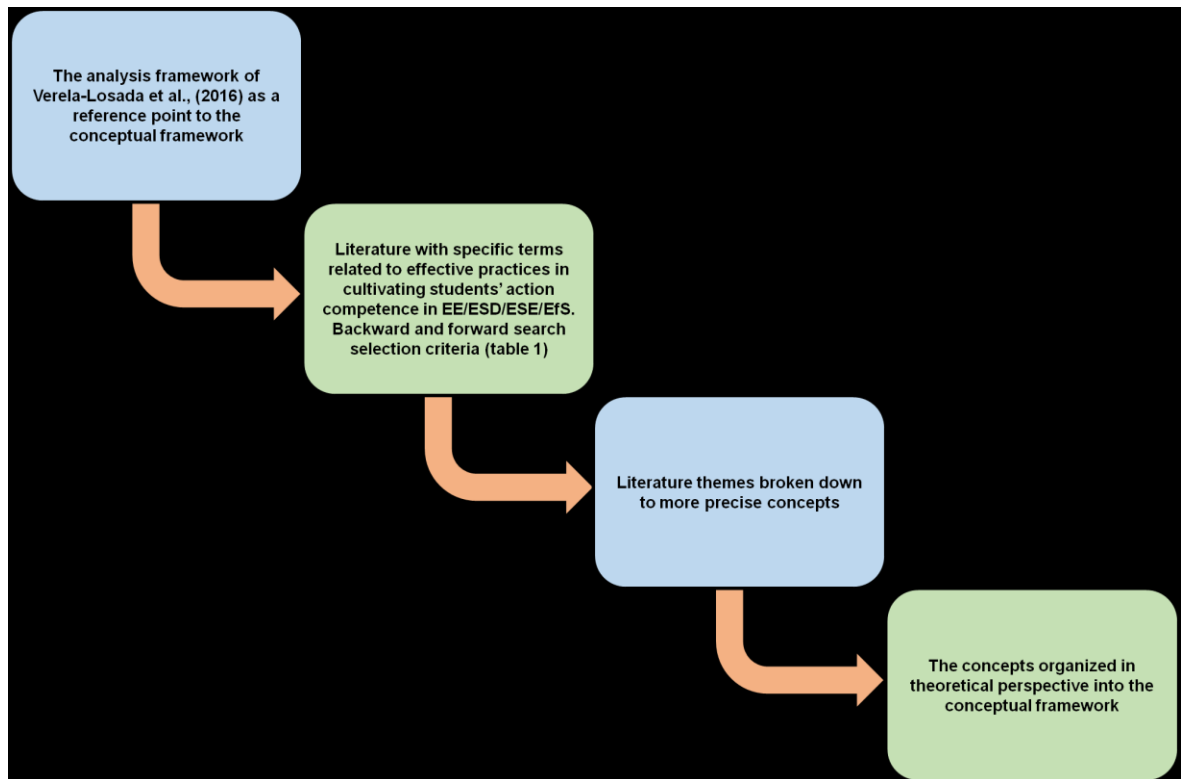 The analysis framework of
Verela-Losada et al., (2016) as a
reference point to the
conceptual framework
Literature with specific terms
related to effective practices in
cultivating students’ action
competence in EE/ESD/ESE/EfS.
Backward and forward search
selection criteria (table 1)
Literature themes broken down
to more precise concepts
The concepts organized in
theoretical perspective into the
conceptual framework